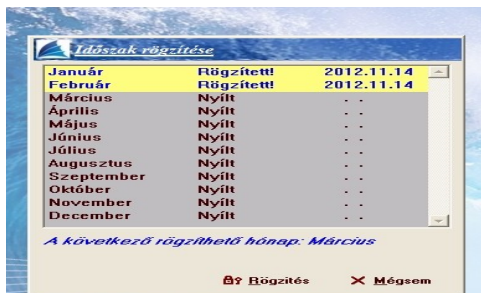 Időszak rögzítése
Január Rögzített! 2012.11.14
Február Rögzített! 2012.11.14
Március Nyílt . .
Április Nyílt . .
Május Nyílt . .
Június Nyílt . .
Július Nyílt . .
Augusztus Nyílt . .
Szeptember Nyílt . .
Október Nyílt . .
November Nyílt . .
December Nyílt . .
A következő rögzíthető hónap: Március
Rögzités Mégsem